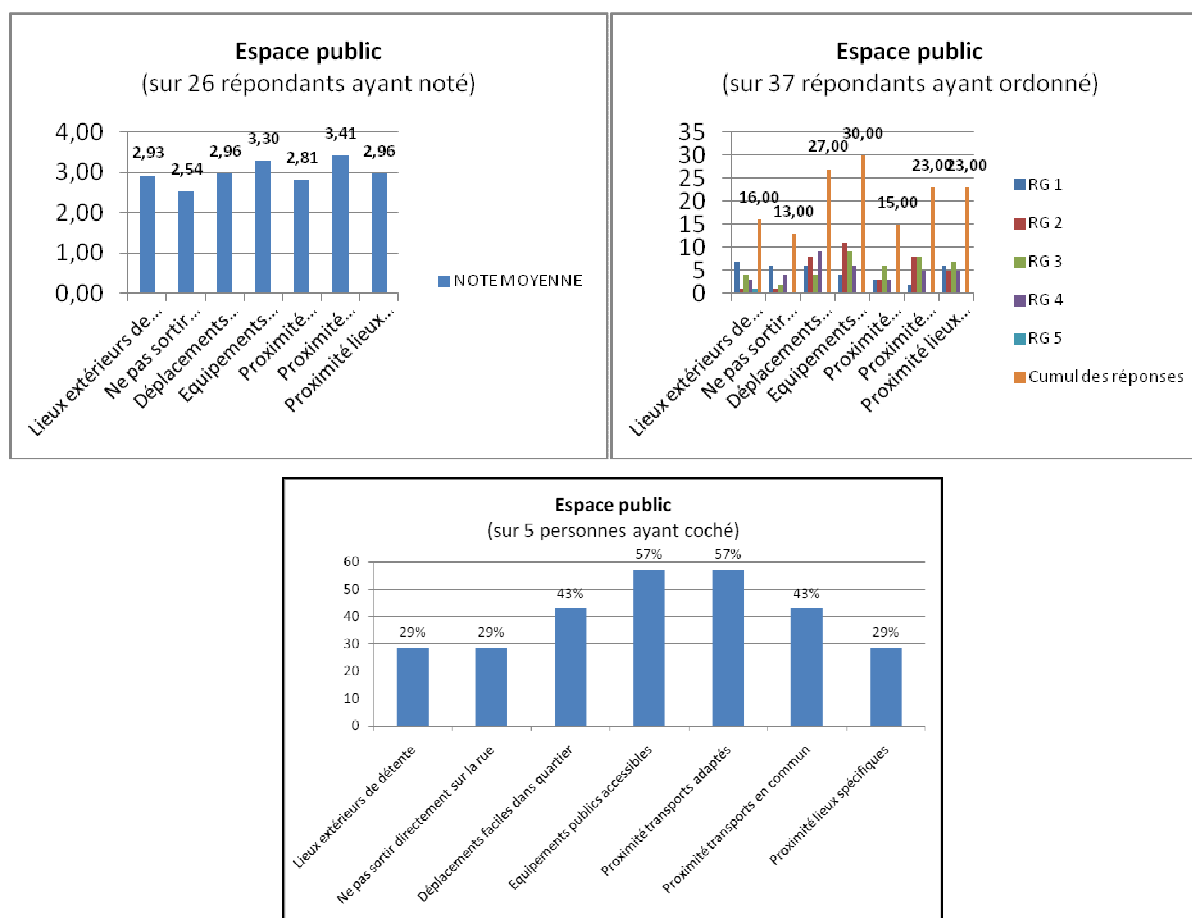 Espace public
(sur 26 répondants ayant noté)
4,00
3,00
2,00
1,00
0,00
2,93
2,54
2,96
3,30
2,81
3,41
2,96
NOTE MOYENNE
Lieux extérieurs de...
Ne pas sortir...
Déplacements...
Equipements...
Proximité...
Proximité...
Proximité lieux...
Espace public
(sur 37 répondants ayant ordonné)
35
30
25
20
15
10
5
0
16,00
13,00
27,00
30,00
15,00
23,00
23,00
RG 1
RG 2
RG 3
RG 4
RG 5
Cumul des réponses
Lieux extérieurs de...
Ne pas sortir...
Déplacements...
Equipements...
Proximité...
Proximité...
Proximité lieux...
Espace public
(sur 5 personnes ayant coché)
60
50
40
30
20
10
0
29%
29%
43%
57%
57%
43%
29%
Lieux extérieurs de détente
Ne pas sortir directement sur la rue
Déplacements faciles dans quartier
Equipements publics accessibles
Proximité transports adaptés
Proximité transports en commun
Proximité lieux spécifiques